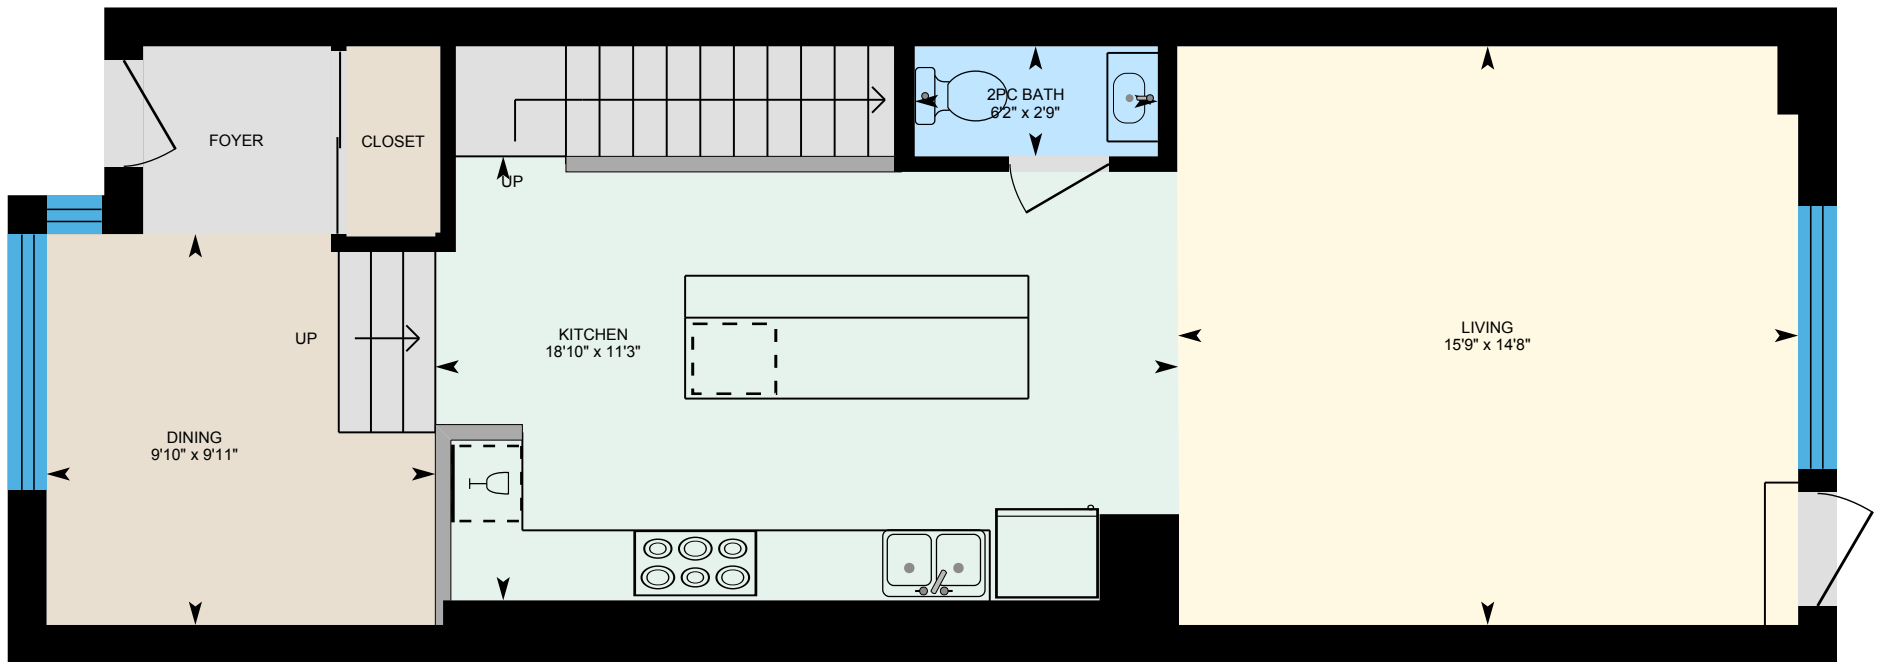 2PC BATH
6'2" x 2'9"
FOYER
CLOSET
UP
UP
KITCHEN
18'10" x 11'3"
LIVING
15'9" x 14'8"
DINING
9'10" x 9'11"